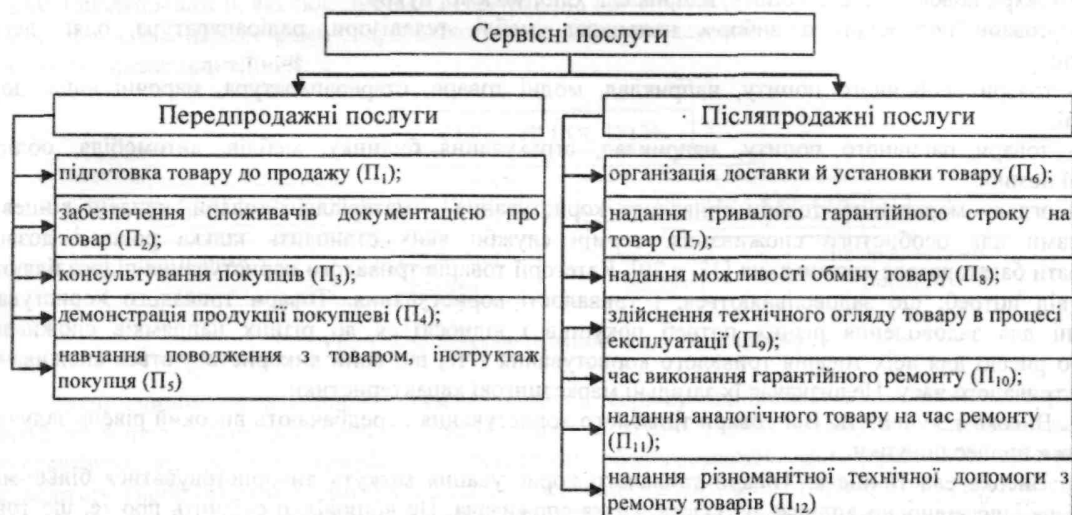 Сервісні послуги
Передпродажні послуги
підготовка товару до продажу (П₁);
забезпечення споживачів документацією про
товар (П₂);
консультування покупця (П₃);
демонстрація продукції покупцеві (П₄);
навчання поводження з товаром, інструктаж
покупця (П₅)
Післяпродажні послуги
організація доставки й установки товару (П₆);
надання тривалого гарантійного строку на
товар (П₇);
надання можливості обміну товару (П₈);
здійснення технічного огляду товару в процесі
експлуатації (П₉);
час виконання гарантійного ремонту (П₁₀);
надання аналогічного товару на час ремонту
(П₁₁);
надання різноманітної технічної допомоги з
ремонту товарів (П₁₂)